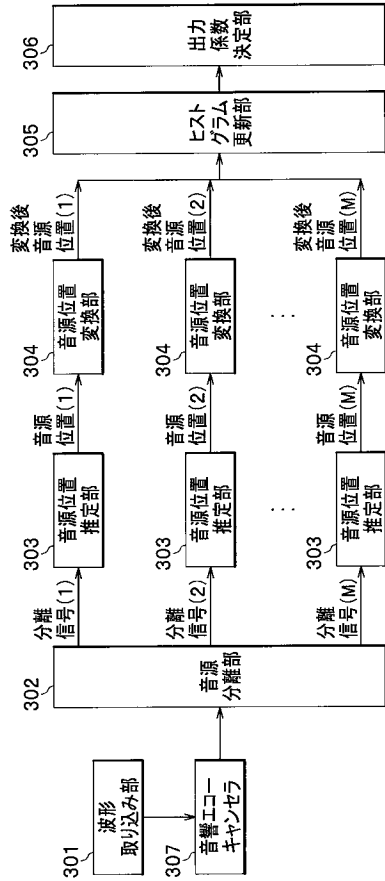 301
波形
取り込み部
307
音響エコー
キャンセラ
302
音源
分離部
分離
信号(1)
303
音源位置
推定部
音源
位置(1)
304
音源位置
変換部
変換後
音源
位置(1)
分離
信号(2)
303
音源位置
推定部
音源
位置(2)
304
音源位置
変換部
変換後
音源
位置(2)
…
…
分離
信号(M)
303
音源位置
推定部
音源
位置(M)
304
音源位置
変換部
変換後
音源
位置(M)
305
ヒスト
グラム
更新部
306
出力
係数
決定部